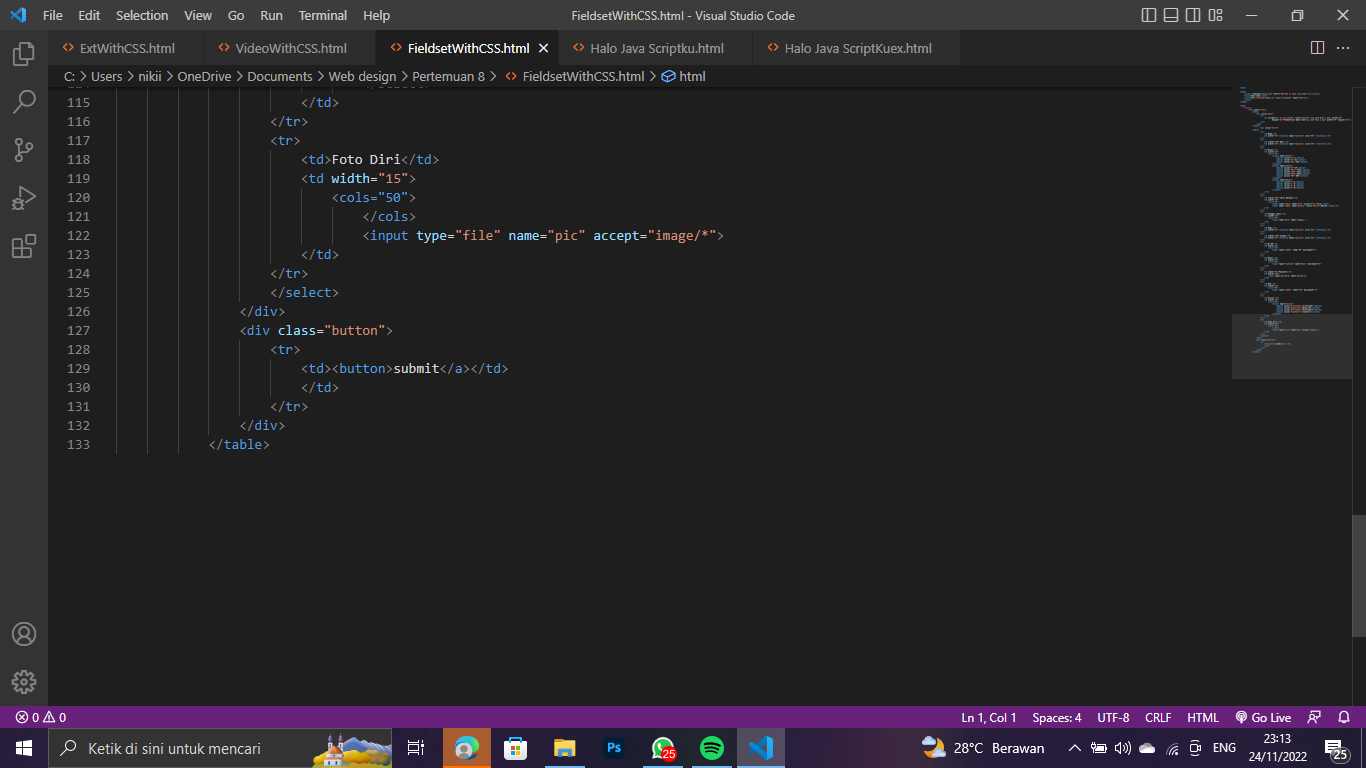 File Edit Selection View Go Run Terminal Help FieldsetWithCSS.html - Visual Studio Code
ExtWithCSS.html VideoWithCSS.html FieldsetWithCSS.html Halo Java Scriptku.html Halo Java ScriptKuex.html
C: > Users > nikii > OneDrive > Documents > Web design > Pertemuan 8 > FieldsetWithCSS.html > html
115 </td>
116 </tr>
117 <tr>
118 <td>Foto Diri</td>
119 <td width="15">
120 <cols="50">
121 </cols>
122 <input type="file" name="pic" accept="image/*">
123 </td>
124 </tr>
125 </select>
126 </div>
127 <div class="button">
128 <tr>
129 <td><button>submit</a></td>
130 </td>
131 </tr>
132 </div>
133 </table>
0 0 Ln 1, Col 1 Spaces: 4 UTF-8 CRLF HTML Go Live
Ketik di sini untuk mencari Ps 25 28°C Berawan ENG 23:13
24/11/2022 25